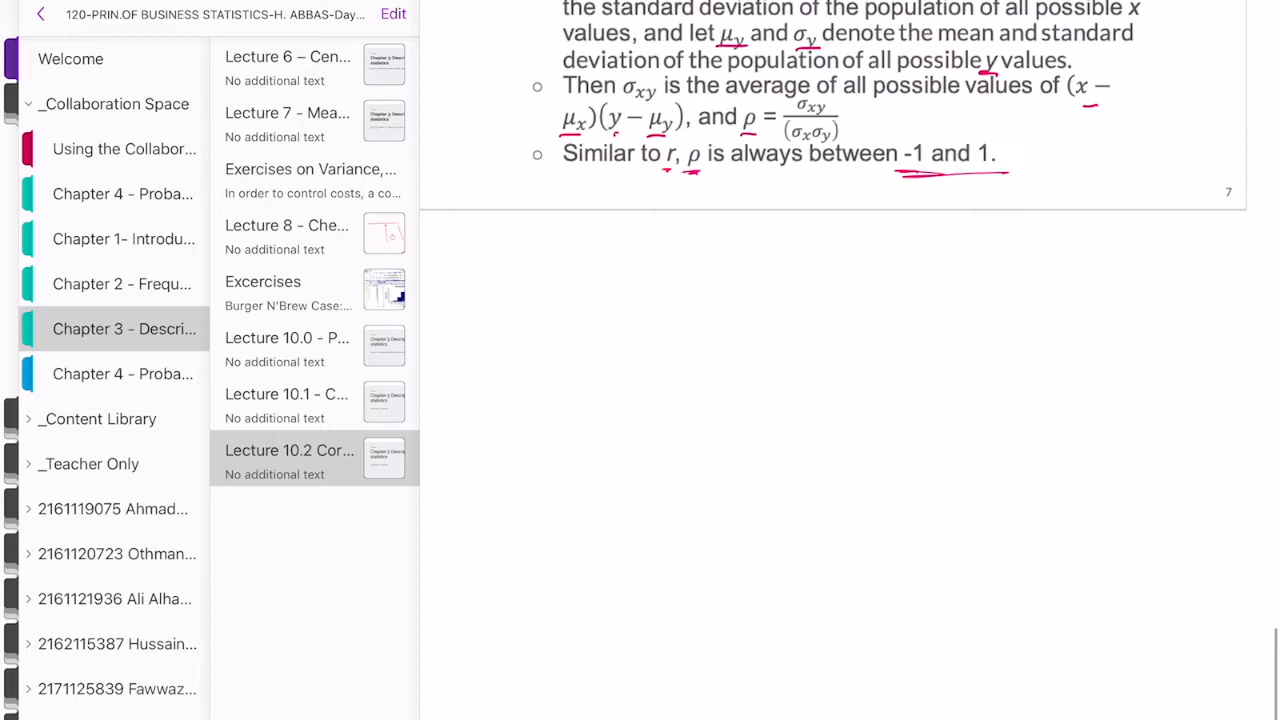 120-PRIN.OF BUSINESS STATISTICS-H. ABBAS-Day...
Edit
Welcome
_Collaboration Space
Using the Collabor...
Chapter 4 - Proba...
Chapter 1- Introdu...
Chapter 2 - Frequ...
Chapter 3 - Descri...
Chapter 4 - Proba...
_Content Library
_Teacher Only
2161119075 Ahmad...
2161120723 Othman...
2161121936 Ali Alha...
2162115387 Hussain...
2171125839 Fawwaz...
Lecture 6 – Cen...
No additional text
Lecture 7 - Mea...
No additional text
Exercises on Variance,...
In order to control costs, a co...
Lecture 8 - Che...
No additional text
Excercises
Burger N'Brew Case:...
Lecture 10.0 - P...
No additional text
Lecture 10.1 - C...
No additional text
Lecture 10.2 Cor...
No additional text
the standard deviation of the population of all possible x
values, and let μy and σy denote the mean and standard
deviation of the population of all possible y values.
Then σxy is the average of all possible values of (x −
μx)(y − μy), and ρ = σxy/(σxσy)
Similar to r, ρ is always between -1 and 1.
7